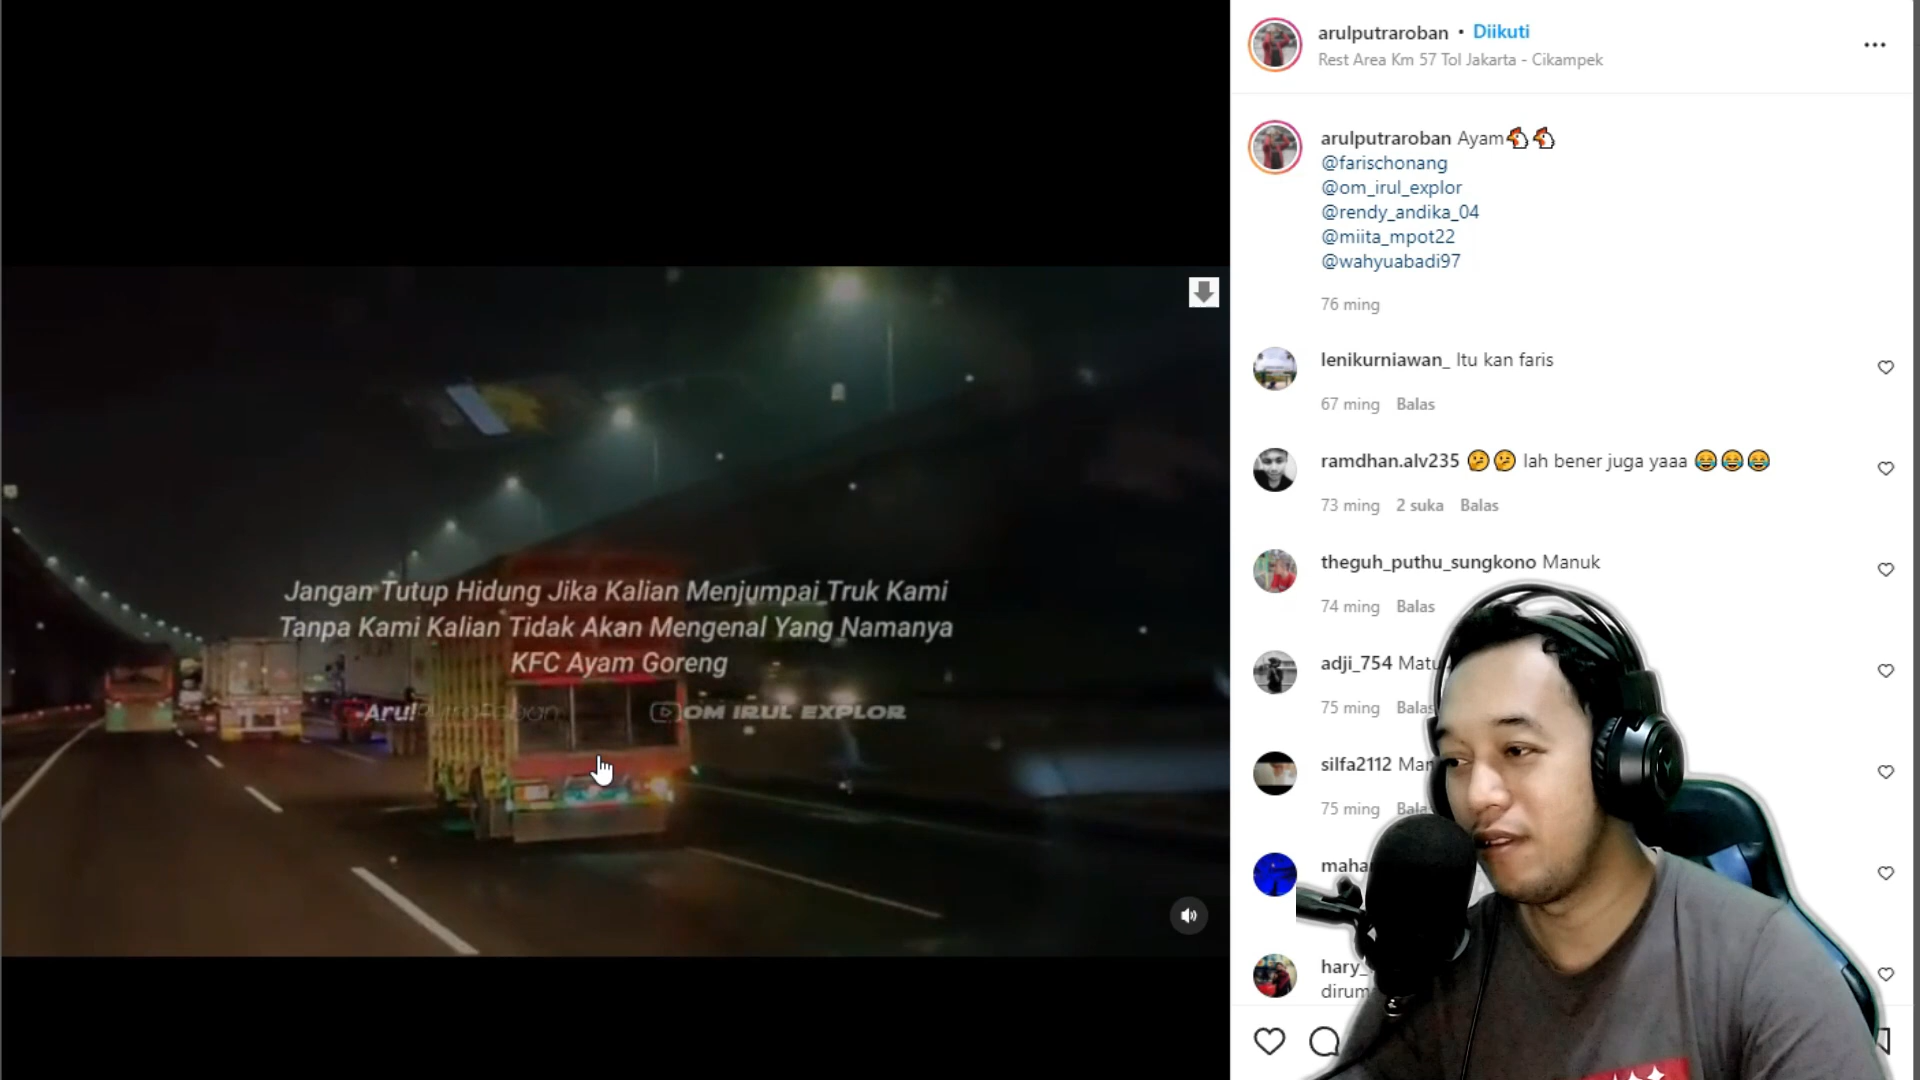 Jangan Tutup Hidung Jika Kalian Menjumpai Truk Kami
Tanpa Kami Kalian Tidak Akan Mengenal Yang Namanya
KFC Ayam Goreng
ArulPutraRoban
OM IRUL EXPLOR
arulputraroban • Diikuti
Rest Area Km 57 Tol Jakarta - Cikampek
arulputraroban Ayam🐔🐔
@farischonang
@om_irul_explor
@rendy_andika_04
@miita_mpot22
@wahyuabadi97
76 ming
lenikurniawan_ Itu kan faris
67 ming Balas
ramdhan.alv235 🤔🤔 lah bener juga yaaa 😂😂😂
73 ming 2 suka Balas
theguh_puthu_sungkono Manuk
74 ming Balas
adji_754
75 ming Balas
silfa2112
75 ming